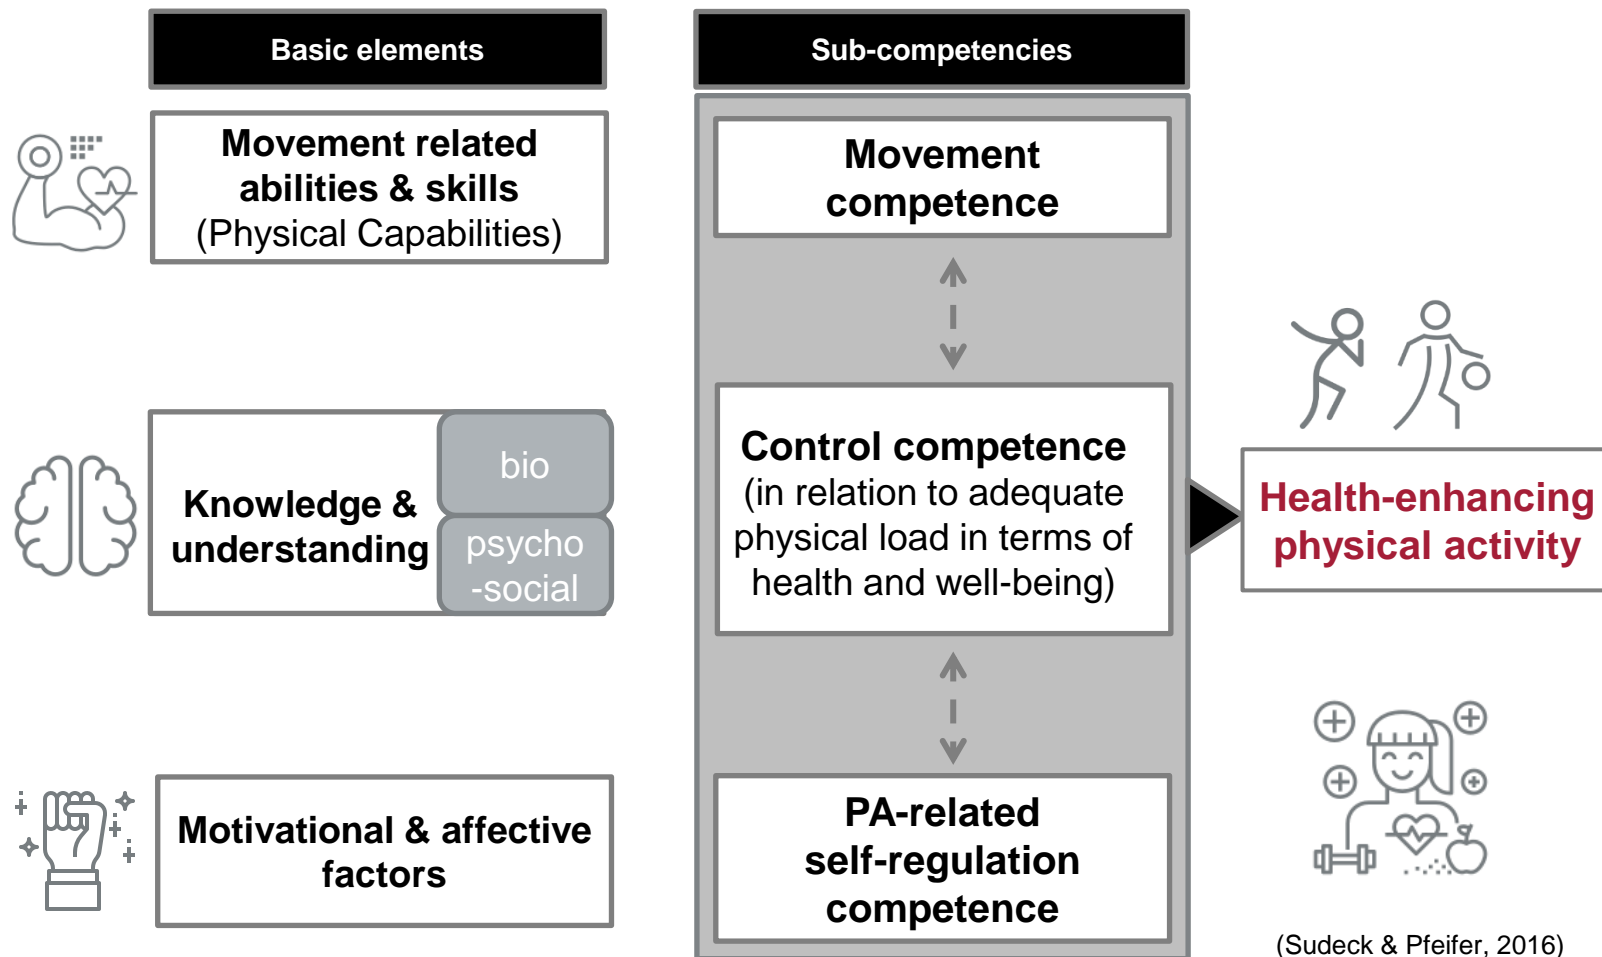 Basic elements
Sub-competencies
Movement related
abilities & skills
(Physical Capabilities)
Movement
competence
Knowledge &
understanding
bio
psycho
-social
Control competence
(in relation to adequate
physical load in terms of
health and well-being)
Health-enhancing
physical activity
Motivational & affective
factors
PA-related
self-regulation
competence
(Sudeck & Pfeifer, 2016)